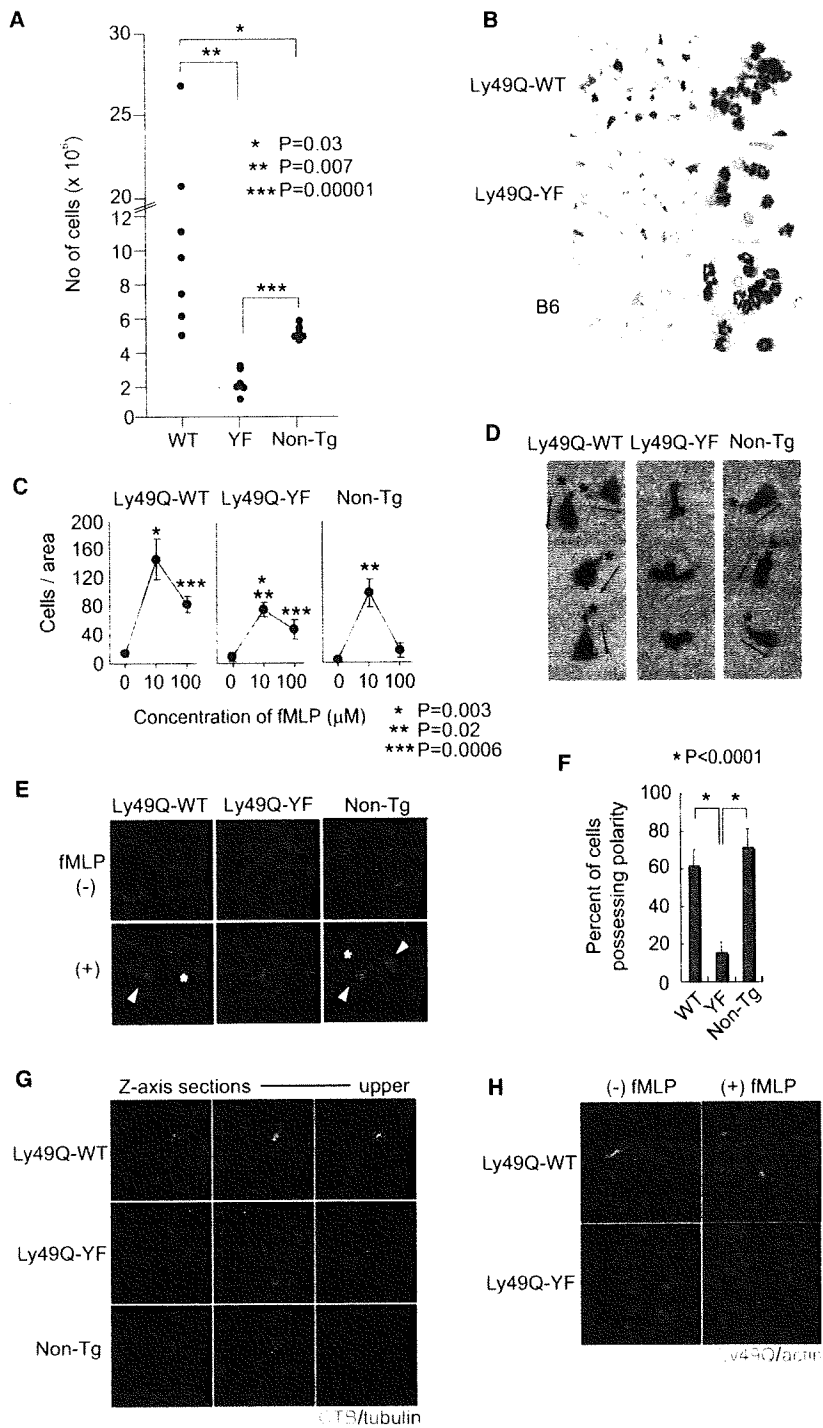 A
No of cells (x 10⁵)
30
25
20
12
10
8
6
4
2
0
*
**
* P=0.03
** P=0.007
*** P=0.00001
***
WT YF Non-Tg
B
Ly49Q-WT
Ly49Q-YF
B6
C
Ly49Q-WT Ly49Q-YF Non-Tg
Cells / area
200
160
120
80
40
0
* *** * ** *** **
0 10 100 0 10 100 0 10 100
Concentration of fMLP (μM)
* P=0.003
** P=0.02
*** P=0.0006
D
Ly49Q-WT Ly49Q-YF Non-Tg
E
Ly49Q-WT Ly49Q-YF Non-Tg
fMLP
(-)
(+)
F
* P<0.0001
Percent of cells
possessing polarity
100
80
60
40
20
0
* *
WT YF Non-Tg
G
Z-axis sections upper
Ly49Q-WT
Ly49Q-YF
Non-Tg
CTB/tubulin
H
(-) fMLP (+) fMLP
Ly49Q-WT
Ly49Q-YF
Ly49Q/actin